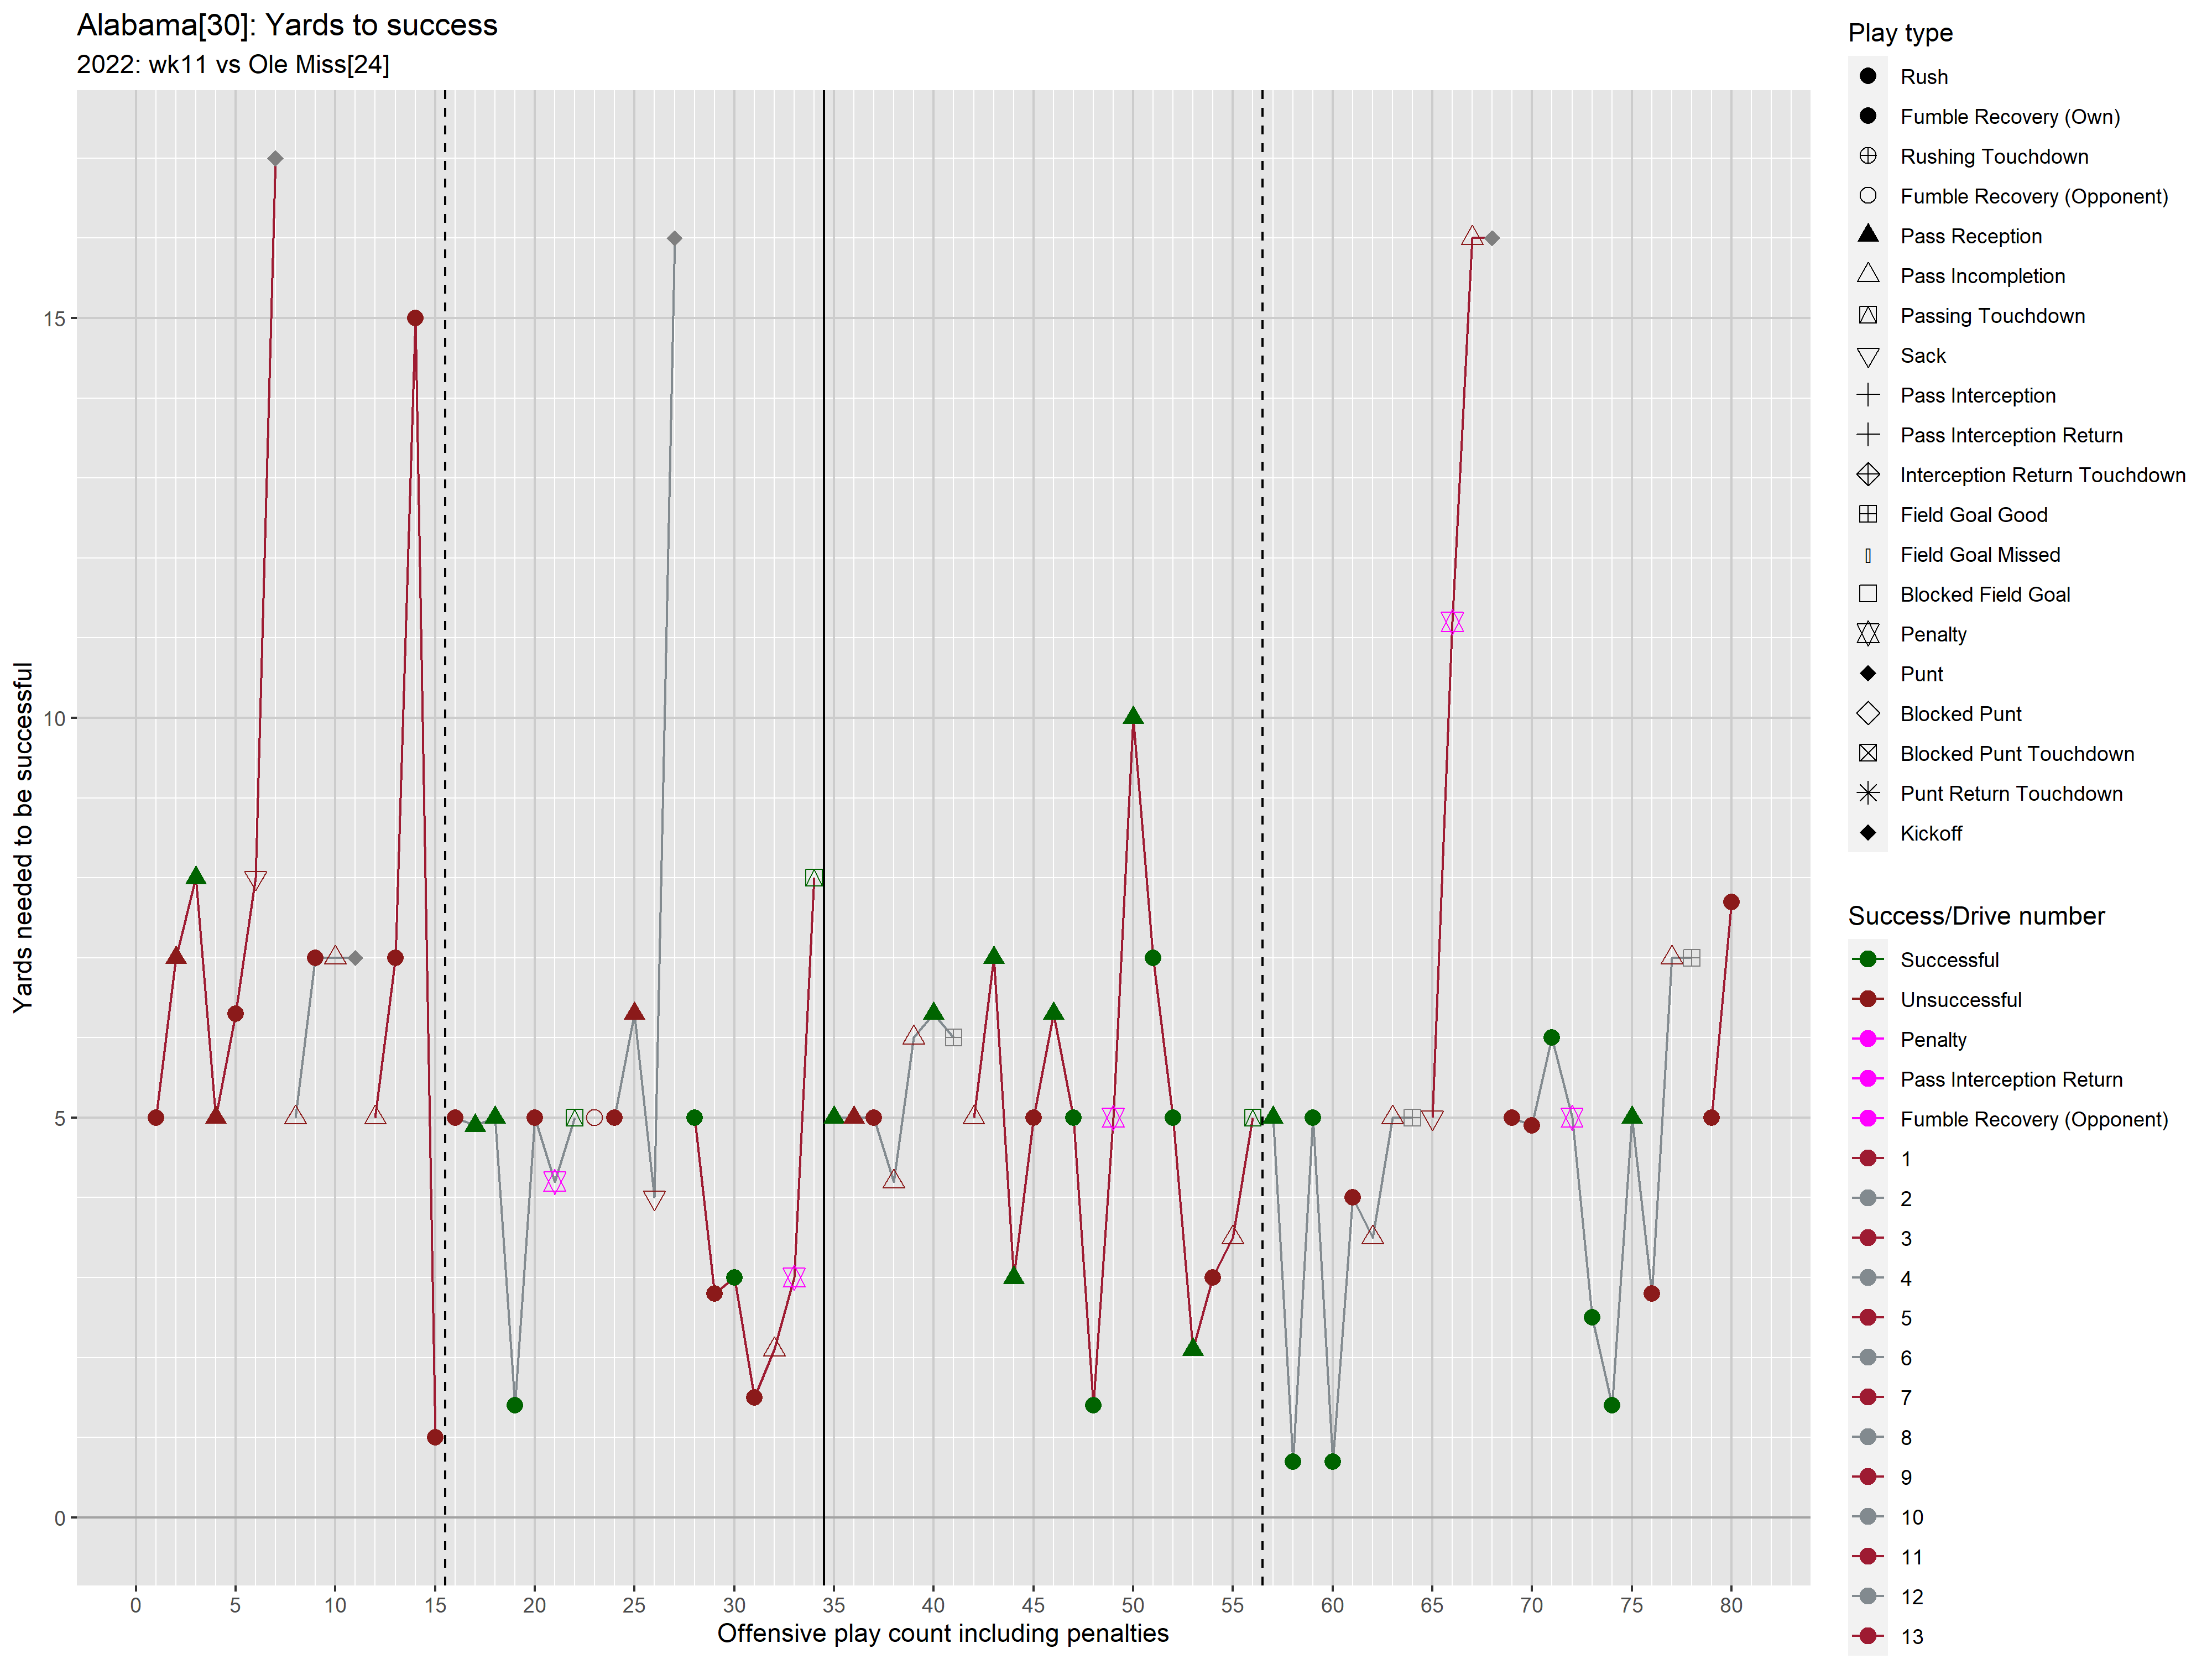 Alabama[30]: Yards to success
2022: wk11 vs Ole Miss[24]
Yards needed to be successful
15
10
5
0
0 5 10 15 20 25 30 35 40 45 50 55 60 65 70 75 80
Offensive play count including penalties
Play type
Rush
Fumble Recovery (Own)
Rushing Touchdown
Fumble Recovery (Opponent)
Pass Reception
Pass Incompletion
Passing Touchdown
Sack
Pass Interception
Pass Interception Return
Interception Return Touchdown
Field Goal Good
Field Goal Missed
Blocked Field Goal
Penalty
Punt
Blocked Punt
Blocked Punt Touchdown
Punt Return Touchdown
Kickoff
Success/Drive number
Successful
Unsuccessful
Penalty
Pass Interception Return
Fumble Recovery (Opponent)
1
2
3
4
5
6
7
8
9
10
11
12
13